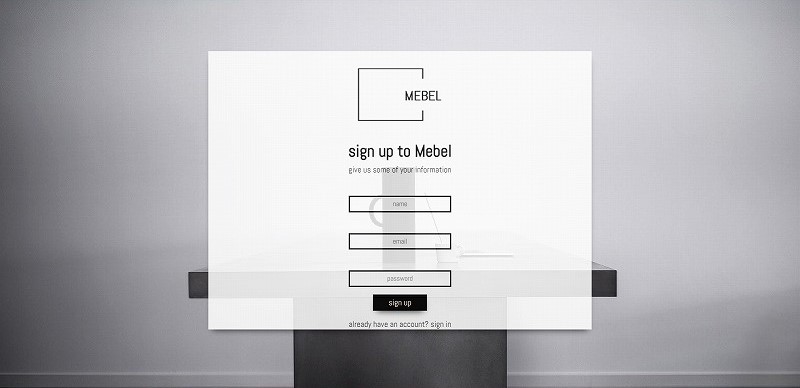 MEBEL
sign up to Mebel
give us some of your information
name
email
password
sign up
already have an account? sign in